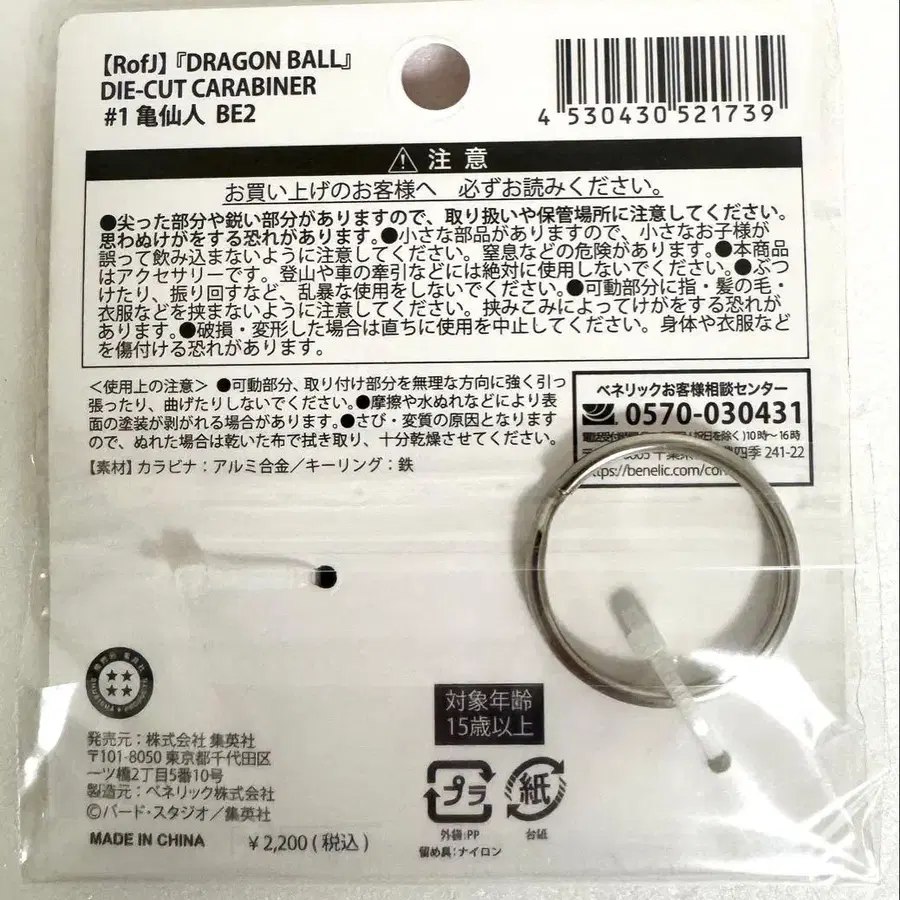 【RofJ】『DRAGON BALL』
DIE-CUT CARABINER
#1 亀仙人 BE2
4 530430 521739
注意
お買い上げのお客様へ 必ずお読みください。
●尖った部分や鋭い部分がありますので、取り扱いや保管場所に注意してください。
思わぬけがをする恐れがあります。●小さな部品がありますので、小さなお子様が
誤って飲み込まないように注意してください。窒息などの危険があります。●本商品
はアクセサリーです。登山や車の牽引などには絶対に使用しないでください。●ぶつ
けたり、振り回すなど、乱暴な使用をしないでください。●可動部分に指・髪の毛・
衣服などを挟まないように注意してください。挟みこみによってけがをする恐れが
あります。●破損・変形した場合は直ちに使用を中止してください。身体や衣服など
を傷付ける恐れがあります。
＜使用上の注意＞ ●可動部分、取り付け部分を無理な方向に強く引っ
張ったり、曲げたりしないでください。●摩擦や水ぬれなどにより表
面の塗装が剥がれる場合があります。●さび・変質の原因となります
ので、ぬれた場合は乾いた布で拭き取り、十分乾燥させてください。
【素材】カラビナ：アルミ合金／キーリング：鉄
ベネリックお客様相談センター
0570-030431
祝日を除く)10時～16時
四季 241-22
https://benelic.com/con
対象年齢
15歳以上
発売元：株式会社 集英社
〒101-8050 東京都千代田区
一ツ橋2丁目5番10号
製造元：ベネリック株式会社
©バード・スタジオ／集英社
MADE IN CHINA
¥2,200(税込)
プラ
紙
外袋:PP
台紙
留め具:ナイロン